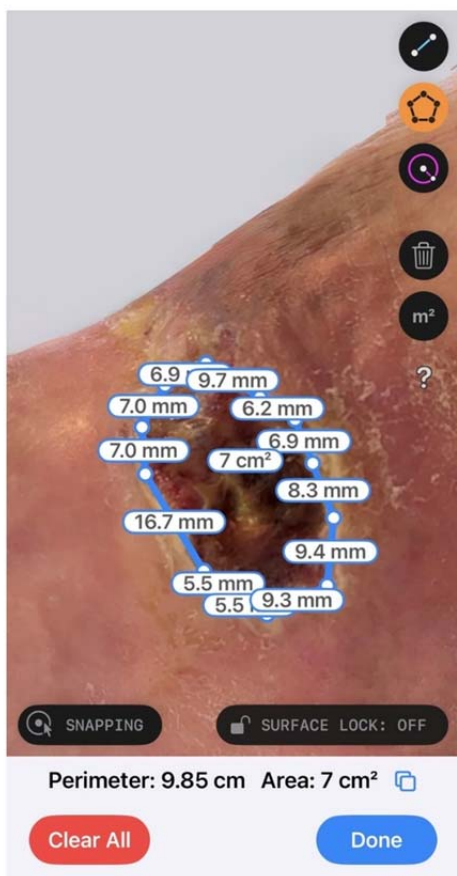 m²
?
6.9
9.7 mm
7.0 mm
6.2 mm
7.0 mm
6.9 mm
7 cm²
8.3 mm
16.7 mm
9.4 mm
5.5 mm
5.5
9.3 mm
SNAPPING
SURFACE LOCK: OFF
Perimeter: 9.85 cm Area: 7 cm²
Clear All
Done